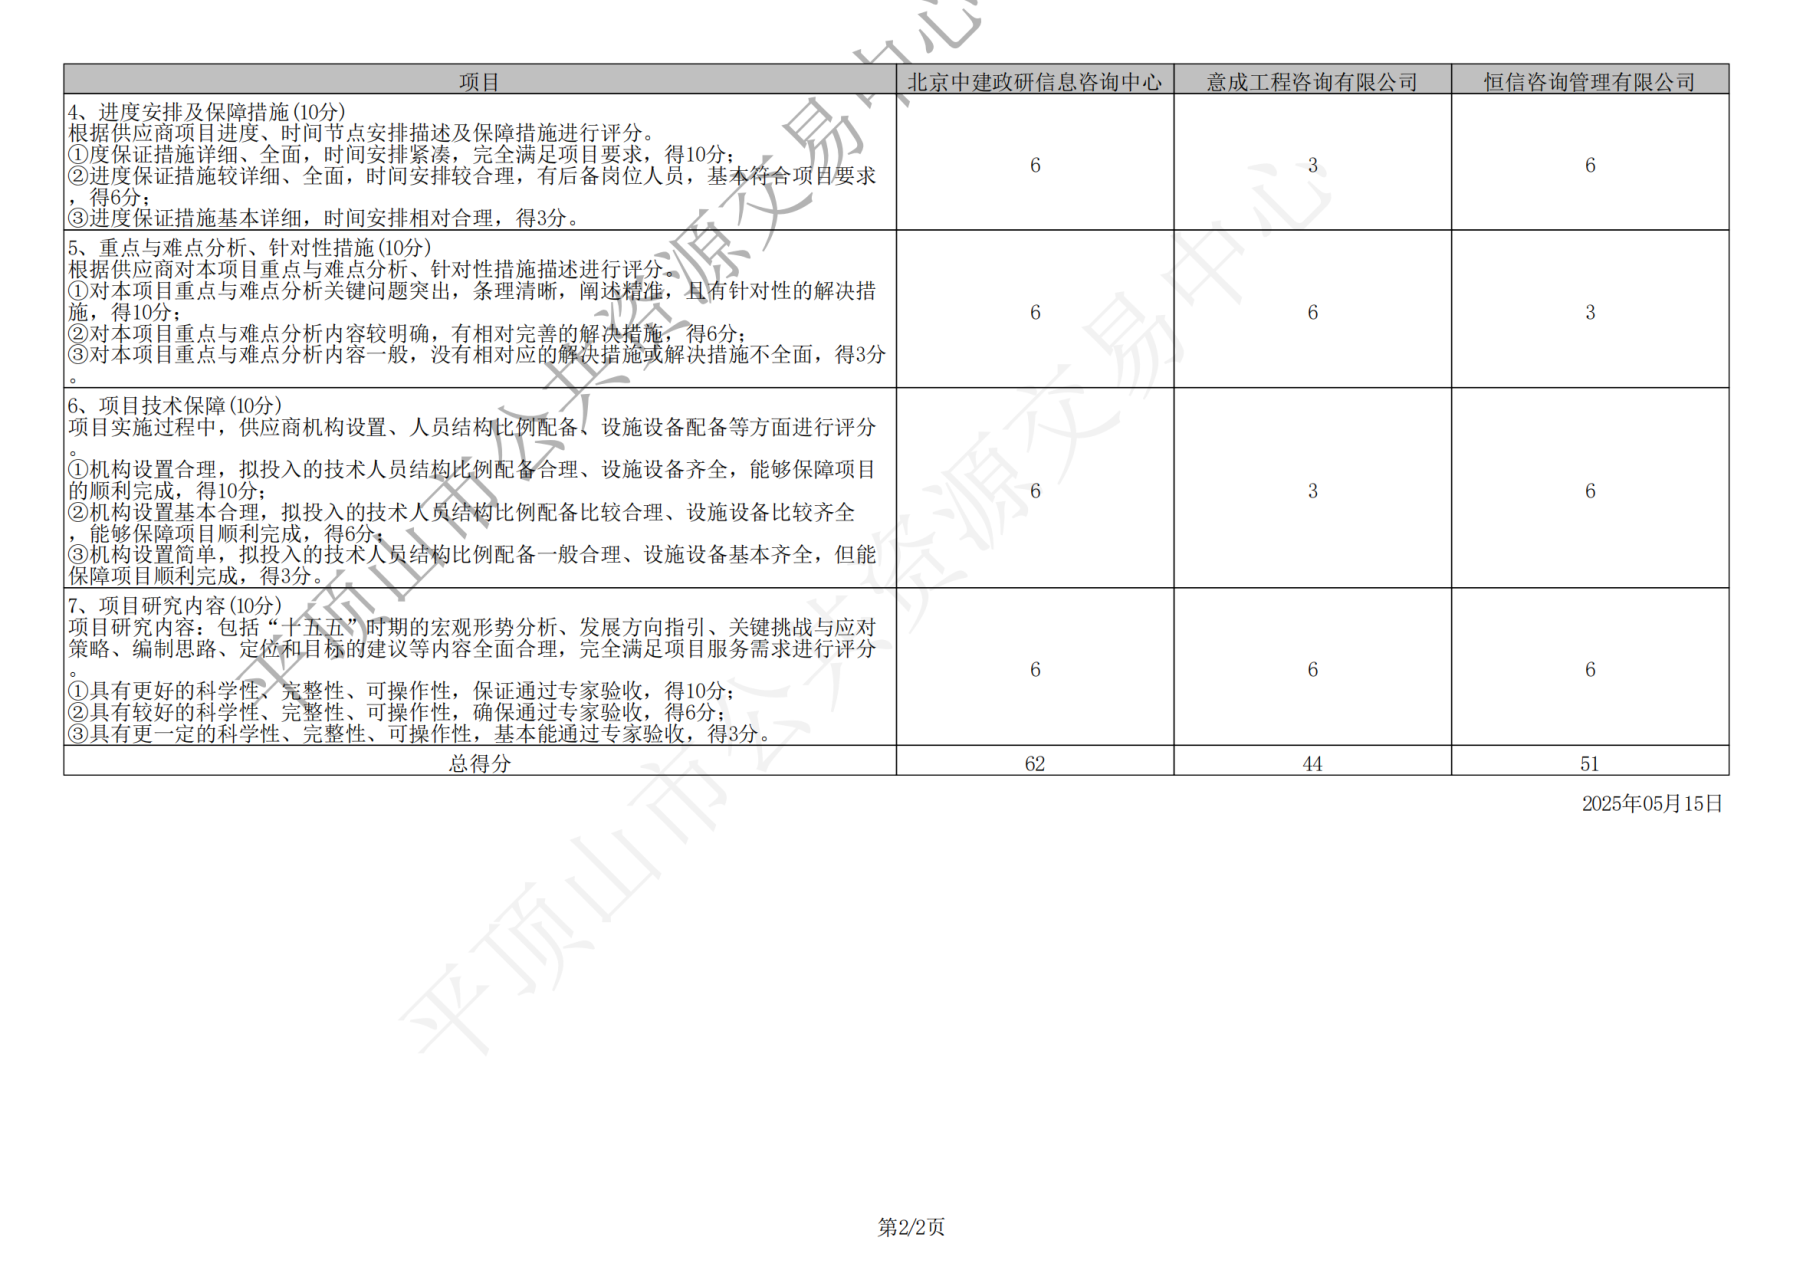 项目 北京中建政研信息咨询中心 意成工程咨询有限公司 恒信咨询管理有限公司
4、进度安排及保障措施(10分)
根据供应商项目进度、时间节点安排描述及保障措施进行评分。
①度保证措施详细、全面，时间安排紧凑，完全满足项目要求，得10分；
②进度保证措施较详细、全面，时间安排较合理，有后备岗位人员，基本符合项目要求
，得6分；
③进度保证措施基本详细，时间安排相对合理，得3分。
6 3 6
5、重点与难点分析、针对性措施(10分)
根据供应商对本项目重点与难点分析、针对性措施描述进行评分。
①对本项目重点与难点分析关键问题突出，条理清晰，阐述精准，且有针对性的解决措
施，得10分；
②对本项目重点与难点分析内容较明确，有相对完善的解决措施，得6分；
③对本项目重点与难点分析内容一般，没有相对应的解决措施或解决措施不全面，得3分
。
6 6 3
6、项目技术保障(10分)
项目实施过程中，供应商机构设置、人员结构比例配备、设施设备配备等方面进行评分
。
①机构设置合理，拟投入的技术人员结构比例配备合理、设施设备齐全，能够保障项目
的顺利完成，得10分；
②机构设置基本合理，拟投入的技术人员结构比例配备比较合理、设施设备比较齐全
，能够保障项目顺利完成，得6分；
③机构设置简单，拟投入的技术人员结构比例配备一般合理、设施设备基本齐全，但能
保障项目顺利完成，得3分。
6 3 6
7、项目研究内容(10分)
项目研究内容：包括“十五五”时期的宏观形势分析、发展方向指引、关键挑战与应对
策略、编制思路、定位和目标的建议等内容全面合理，完全满足项目服务需求进行评分
。
①具有更好的科学性、完整性、可操作性，保证通过专家验收，得10分；
②具有较好的科学性、完整性、可操作性，确保通过专家验收，得6分；
③具有更一定的科学性、完整性、可操作性，基本能通过专家验收，得3分。
6 6 6
总得分 62 44 51
2025年05月15日
平顶山市公共资源交易中心
平顶山市公共资源交易中心
第2/2页